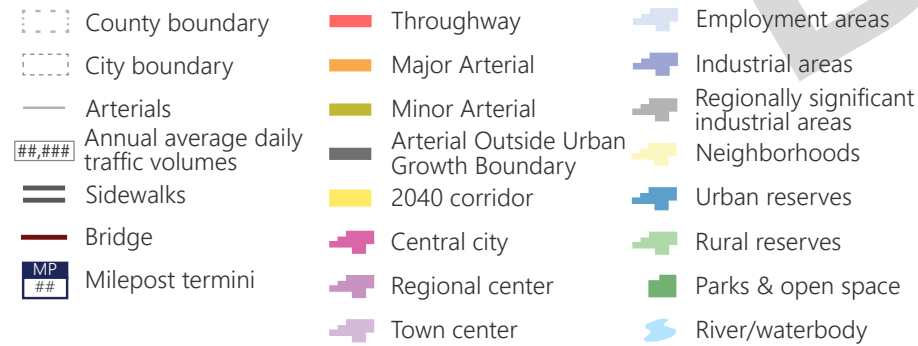 County boundary
City boundary
Arterials
##,###
Annual average daily
traffic volumes
Sidewalks
Bridge
MP
##
Milepost termini
Throughway
Major Arterial
Minor Arterial
Arterial Outside Urban
Growth Boundary
2040 corridor
Central city
Regional center
Town center
Employment areas
Industrial areas
Regionally significant
industrial areas
Neighborhoods
Urban reserves
Rural reserves
Parks & open space
River/waterbody